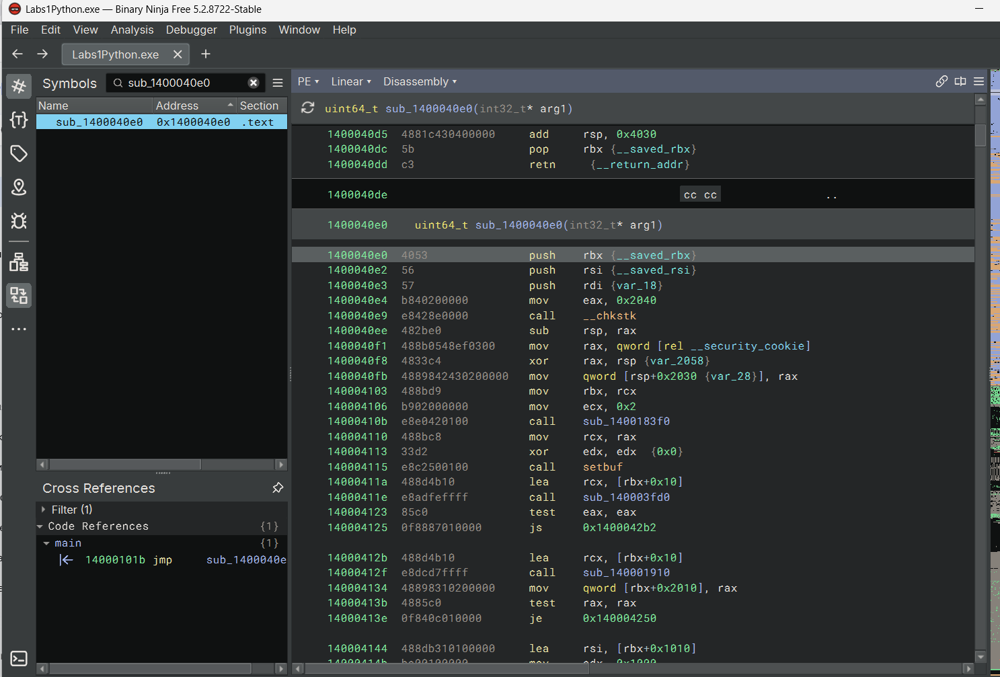 Labs1Python.exe — Binary Ninja Free 5.2.8722-Stable
File Edit View Analysis Debugger Plugins Window Help
Labs1Python.exe
Symbols sub_1400040e0
Name Address Section
sub_1400040e0 0x1400040e0 .text
Cross References
Filter (1)
Code References {1}
main {1}
14000101b jmp sub_1400040e
PE Linear Disassembly
uint64_t sub_1400040e0(int32_t* arg1)
1400040d5 4881c430400000 add rsp, 0x4030
1400040dc 5b pop rbx {__saved_rbx}
1400040dd c3 retn {__return_addr}
1400040de cc cc ..
1400040e0 uint64_t sub_1400040e0(int32_t* arg1)
1400040e0 4053 push rbx {__saved_rbx}
1400040e2 56 push rsi {__saved_rsi}
1400040e3 57 push rdi {var_18}
1400040e4 b840200000 mov eax, 0x2040
1400040e9 e8428e0000 call __chkstk
1400040ee 482be0 sub rsp, rax
1400040f1 488b0548ef0300 mov rax, qword [rel __security_cookie]
1400040f8 4833c4 xor rax, rsp {var_2058}
1400040fb 4889842430200000 mov qword [rsp+0x2030 {var_28}], rax
140004103 488bd9 mov rbx, rcx
140004106 b902000000 mov ecx, 0x2
14000410b e8e0420100 call sub_1400183f0
140004110 488bc8 mov rcx, rax
140004113 33d2 xor edx, edx {0x0}
140004115 e8c2500100 call setbuf
14000411a 488d4b10 lea rcx, [rbx+0x10]
14000411e e8adfeffff call sub_140003fd0
140004123 85c0 test eax, eax
140004125 0f8887010000 js 0x1400042b2
14000412b 488d4b10 lea rcx, [rbx+0x10]
14000412f e8dcd7ffff call sub_140001910
140004134 48898310200000 mov qword [rbx+0x2010], rax
14000413b 4885c0 test rax, rax
14000413e 0f840c010000 je 0x140004250
140004144 488db310100000 lea rsi, [rbx+0x1010]